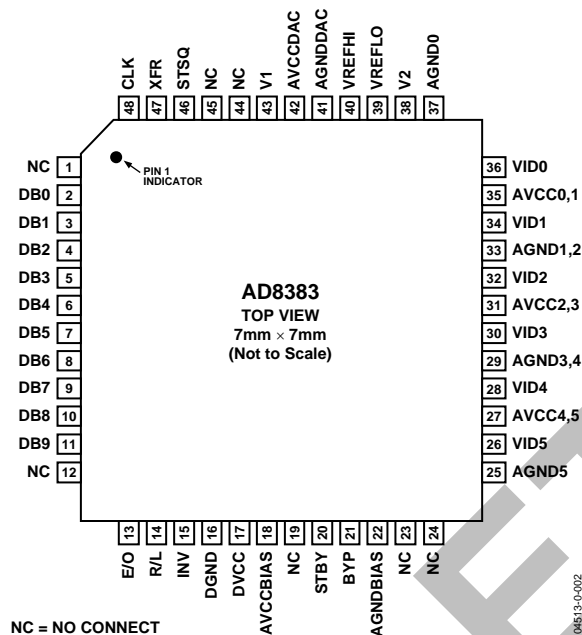 48 CLK
47 XFR
46 STSQ
45 NC
44 NC
43 V1
42 AVCCDAC
41 AGNDDAC
40 VREFHI
39 VREFLO
38 V2
37 AGND0
PIN 1
INDICATOR
NC 1
DB0 2
DB1 3
DB2 4
DB3 5
DB4 6
DB5 7
DB6 8
DB7 9
DB8 10
DB9 11
NC 12
AD8383
TOP VIEW
7mm × 7mm
(Not to Scale)
36 VID0
35 AVCC0,1
34 VID1
33 AGND1,2
32 VID2
31 AVCC2,3
30 VID3
29 AGND3,4
28 VID4
27 AVCC4,5
26 VID5
25 AGND5
E/O 13
R/L 14
INV 15
DGND 16
DVCC 17
AVCCBIAS 18
NC 19
STBY 20
BYP 21
AGNDBIAS 22
NC 23
NC 24
NC = NO CONNECT
04513-0-002